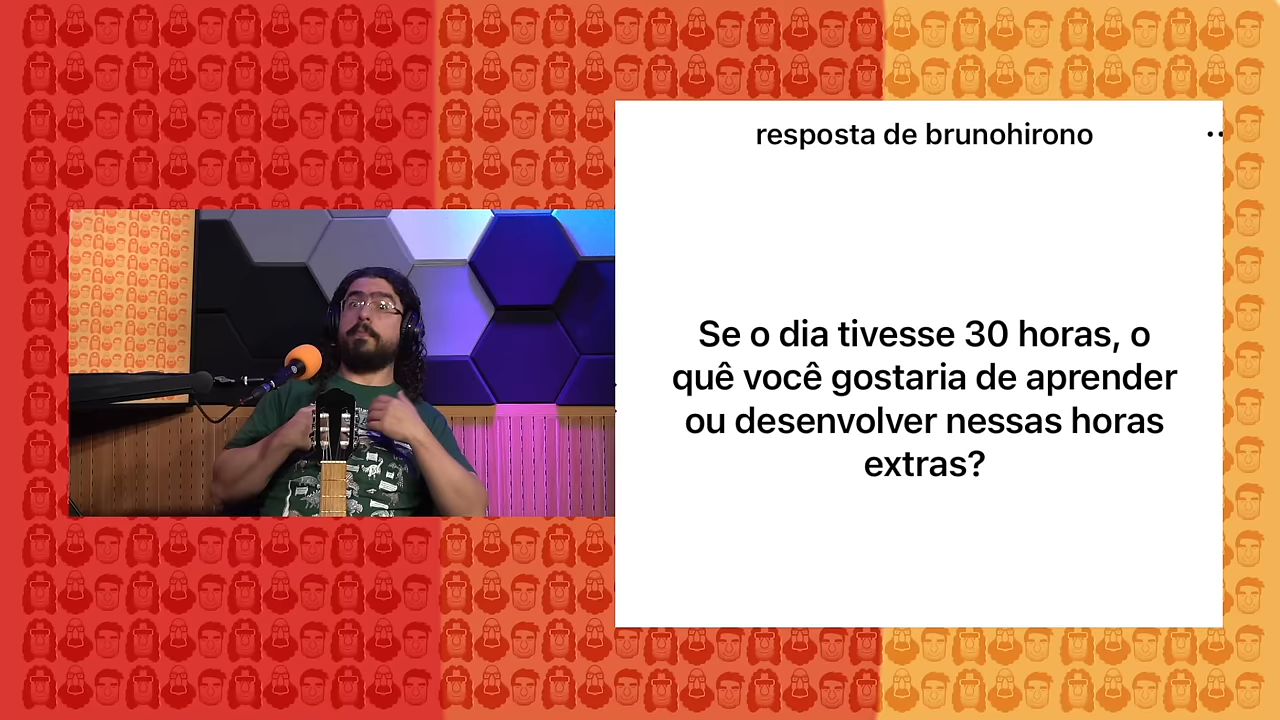 resposta de brunohirono
Se o dia tivesse 30 horas, o
quê você gostaria de aprender
ou desenvolver nessas horas
extras?